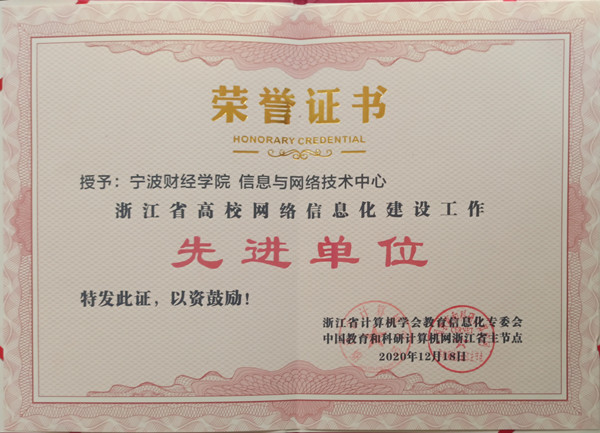 荣誉证书
HONORARY CREDENTIAL
授予：宁波财经学院 信息与网络技术中心
浙江省高校网络信息化建设工作
先进单位
特发此证，以资鼓励！
浙江省计算机学会教育信息化专委会
中国教育和科研计算机网浙江省主节点
2020年12月18日